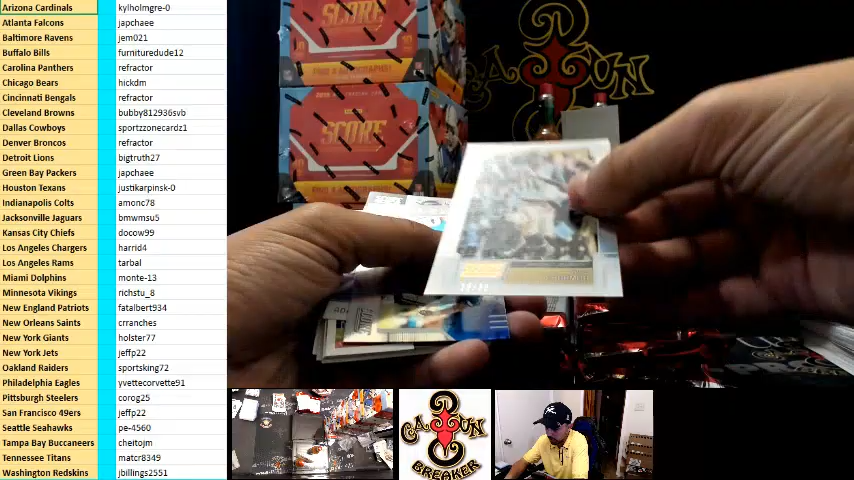 Arizona Cardinals kylholmgre-0
Atlanta Falcons japchaee
Baltimore Ravens jem021
Buffalo Bills furnituredude12
Carolina Panthers refractor
Chicago Bears hickdm
Cincinnati Bengals refractor
Cleveland Browns bubby812936svb
Dallas Cowboys sportzzonecardz1
Denver Broncos refractor
Detroit Lions bigtruth27
Green Bay Packers japchaee
Houston Texans justikarpinsk-0
Indianapolis Colts amonc78
Jacksonville Jaguars bmwmsu5
Kansas City Chiefs docow99
Los Angeles Chargers harrid4
Los Angeles Rams tarbal
Miami Dolphins monte-13
Minnesota Vikings richstu_8
New England Patriots fatalbert934
New Orleans Saints crranches
New York Giants holster77
New York Jets jeffp22
Oakland Raiders sportsking72
Philadelphia Eagles yvettecorvette91
Pittsburgh Steelers corog25
San Francisco 49ers jeffp22
Seattle Seahawks pe-4560
Tampa Bay Buccaneers cheitojm
Tennessee Titans matcr8349
Washington Redskins jbillings2551
SCORE
CAJUN
CAJUN
BREAKER